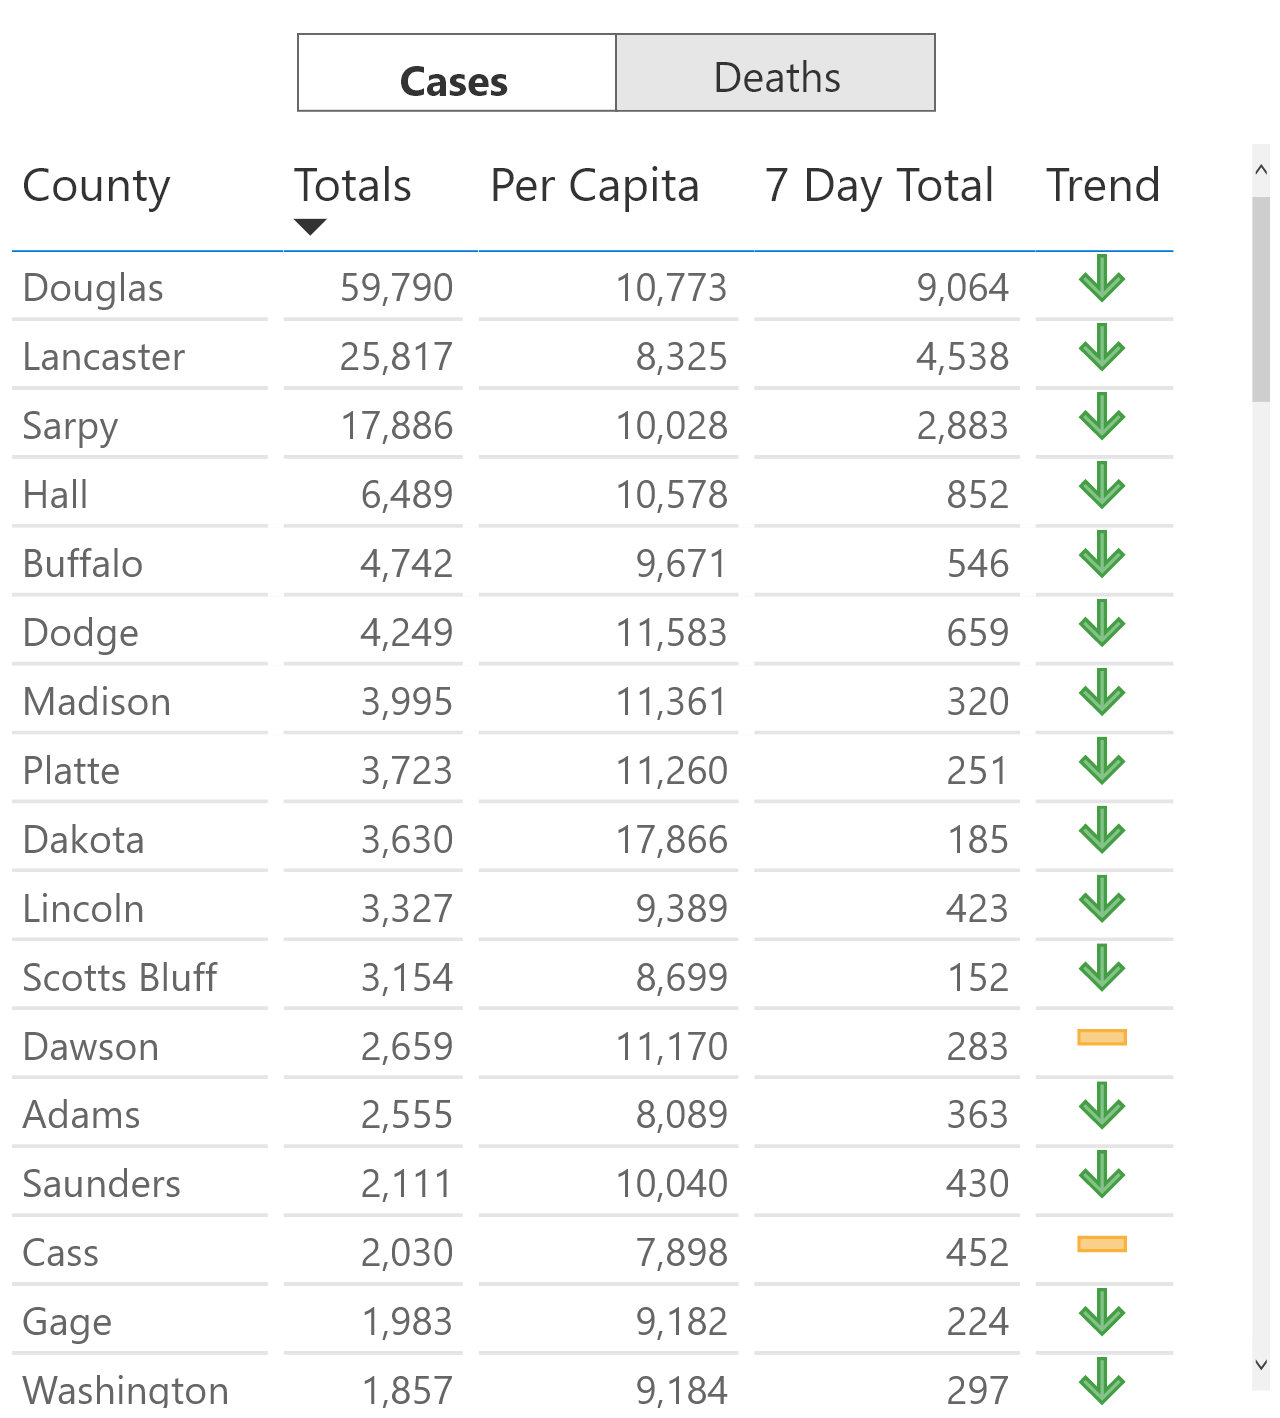 Cases Deaths
County Totals Per Capita 7 Day Total Trend
Douglas 59,790 10,773 9,064
Lancaster 25,817 8,325 4,538
Sarpy 17,886 10,028 2,883
Hall 6,489 10,578 852
Buffalo 4,742 9,671 546
Dodge 4,249 11,583 659
Madison 3,995 11,361 320
Platte 3,723 11,260 251
Dakota 3,630 17,866 185
Lincoln 3,327 9,389 423
Scotts Bluff 3,154 8,699 152
Dawson 2,659 11,170 283
Adams 2,555 8,089 363
Saunders 2,111 10,040 430
Cass 2,030 7,898 452
Gage 1,983 9,182 224
Washington 1,857 9,184 297